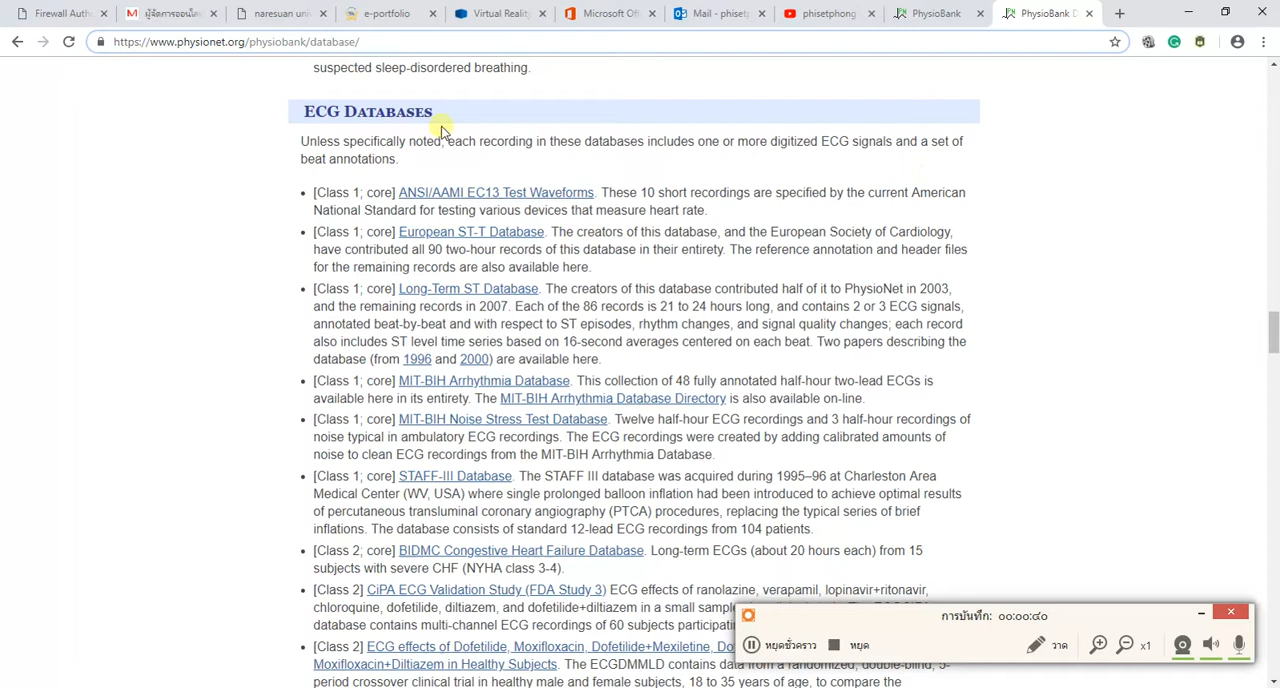 Firewall Auth
ผู้จัดการออนไล
naresuan uni
e-portfolio
Virtual Realit
Microsoft Off
Mail - phiset
phisetphong
PhysioBank
PhysioBank D
https://www.physionet.org/physiobank/database/
suspected sleep-disordered breathing.
ECG Databases
Unless specifically noted, each recording in these databases includes one or more digitized ECG signals and a set of
beat annotations.
• [Class 1; core] ANSI/AAMI EC13 Test Waveforms. These 10 short recordings are specified by the current American
National Standard for testing various devices that measure heart rate.
• [Class 1; core] European ST-T Database. The creators of this database, and the European Society of Cardiology,
have contributed all 90 two-hour records of this database in their entirety. The reference annotation and header files
for the remaining records are also available here.
• [Class 1; core] Long-Term ST Database. The creators of this database contributed half of it to PhysioNet in 2003,
and the remaining records in 2007. Each of the 86 records is 21 to 24 hours long, and contains 2 or 3 ECG signals,
annotated beat-by-beat and with respect to ST episodes, rhythm changes, and signal quality changes; each record
also includes ST level time series based on 16-second averages centered on each beat. Two papers describing the
database (from 1996 and 2000) are available here.
• [Class 1; core] MIT-BIH Arrhythmia Database. This collection of 48 fully annotated half-hour two-lead ECGs is
available here in its entirety. The MIT-BIH Arrhythmia Database Directory is also available on-line.
• [Class 1; core] MIT-BIH Noise Stress Test Database. Twelve half-hour ECG recordings and 3 half-hour recordings of
noise typical in ambulatory ECG recordings. The ECG recordings were created by adding calibrated amounts of
noise to clean ECG recordings from the MIT-BIH Arrhythmia Database.
• [Class 1; core] STAFF-III Database. The STAFF III database was acquired during 1995–96 at Charleston Area
Medical Center (WV, USA) where single prolonged balloon inflation had been introduced to achieve optimal results
of percutaneous transluminal coronary angiography (PTCA) procedures, replacing the typical series of brief
inflations. The database consists of standard 12-lead ECG recordings from 104 patients.
• [Class 2; core] BIDMC Congestive Heart Failure Database. Long-term ECGs (about 20 hours each) from 15
subjects with severe CHF (NYHA class 3-4).
• [Class 2] CiPA ECG Validation Study (FDA Study 3) ECG effects of ranolazine, verapamil, lopinavir+ritonavir,
chloroquine, dofetilide, diltiazem, and dofetilide+diltiazem in a small sampl
database contains multi-channel ECG recordings of 60 subjects participati
• [Class 2] ECG effects of Dofetilide, Moxifloxacin, Dofetilide+Mexiletine, Do
Moxifloxacin+Diltiazem in Healthy Subjects. The ECGDMMLD contains data from a randomized, double-blind, 5-
period crossover clinical trial in healthy male and female subjects, 18 to 35 years of age, to compare the
การบันทึก: ๐๐:๐๐:๔๐
หยุดชั่วคราว
หยุด
วาด
x1